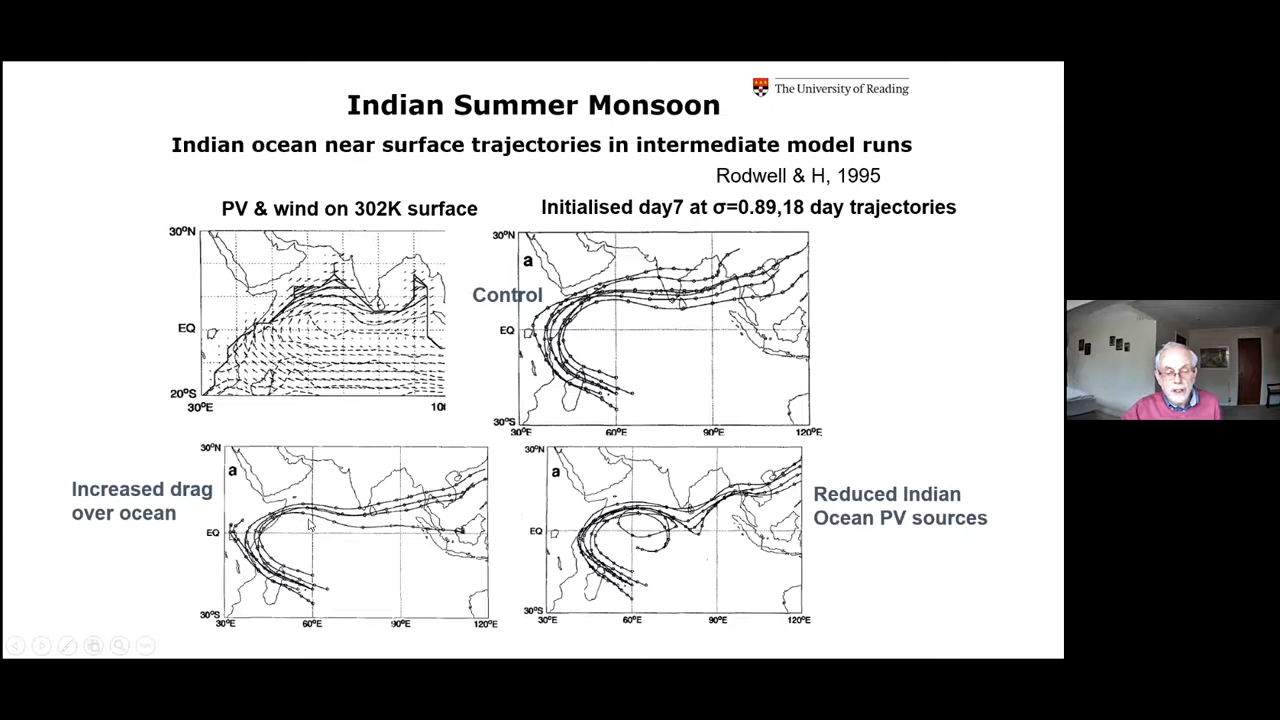 The University of Reading
Indian Summer Monsoon
Indian ocean near surface trajectories in intermediate model runs
Rodwell & H, 1995
PV & wind on 302K surface
Initialised day7 at σ=0.89,18 day trajectories
30°N
EQ
20°S
30°E
10
30°N
a
Control
EQ
30°S
30°E
60°E
90°E
120°E
Increased drag
over ocean
30°N
a
EQ
30°S
30°E
60°E
90°E
120°E
30°N
a
EQ
30°S
30°E
60°E
90°E
120°E
Reduced Indian
Ocean PV sources